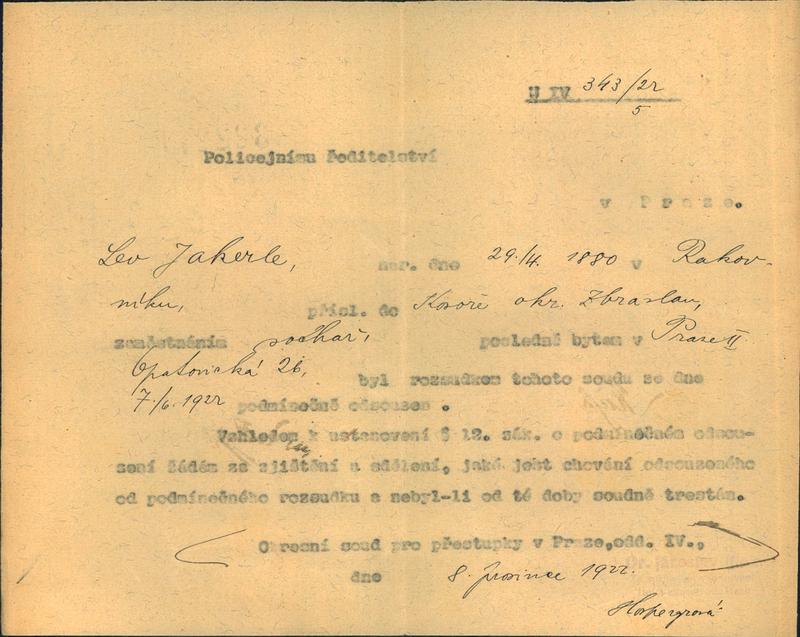 U IV 343/22
5
Policejnímu ředitelství
v Praze.
Lev Jakerle, nar. dne 29./4. 1880 v Rakov-
níku, přísl. do Kosoře okr. Zbraslav,
zaměstnáním sochař, posledně bytem v Praze II
Opatovická 26, byl rozsudkem tohoto soudu ze dne
7./6. 1922 podmínečně odsouzen.
Vzhledem k ustanovení § 12. zák. o podmínečném odsou-
zení žádám za zjištění a sdělení, jaké jest chování odsouzeného
od podmínečného rozsudku a nebyl-li od té doby soudně trestán.
Okresní soud pro přestupky v Praze, odd. IV.,
dne 8. prosince 1922.